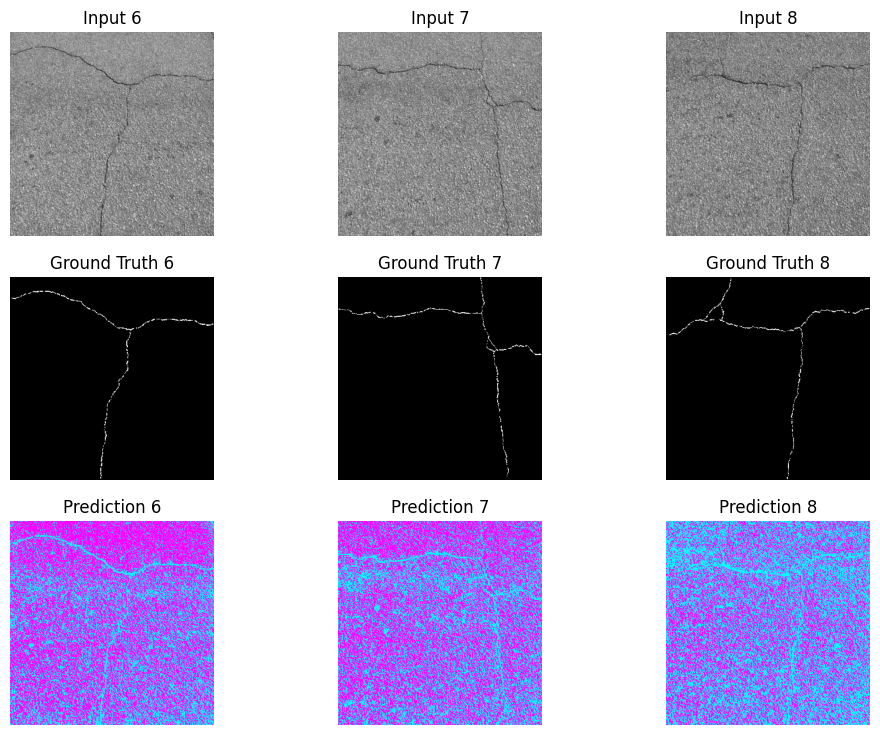 Input 6
Input 7
Input 8
Ground Truth 6
Ground Truth 7
Ground Truth 8
Prediction 6
Prediction 7
Prediction 8